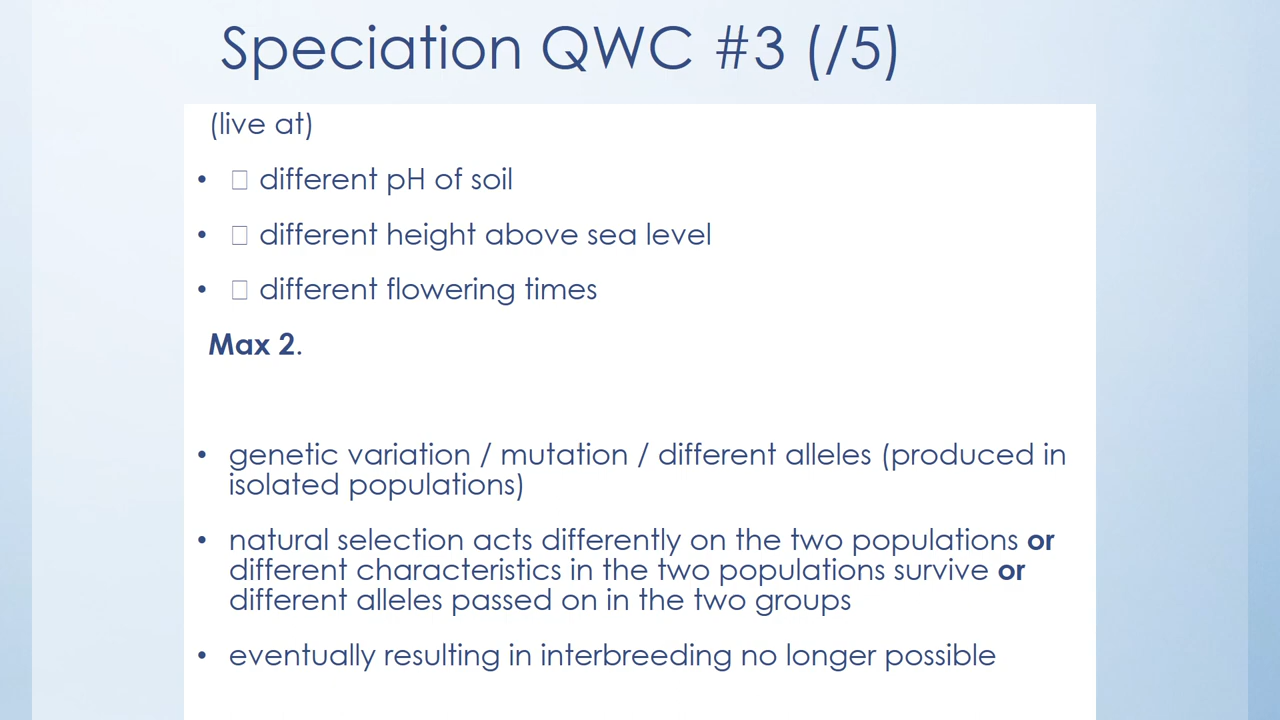 Speciation QWC #3 (/5)
(live at)
• □ different pH of soil
• □ different height above sea level
• □ different flowering times
Max 2.
• genetic variation / mutation / different alleles (produced in
isolated populations)
• natural selection acts differently on the two populations or
different characteristics in the two populations survive or
different alleles passed on in the two groups
• eventually resulting in interbreeding no longer possible